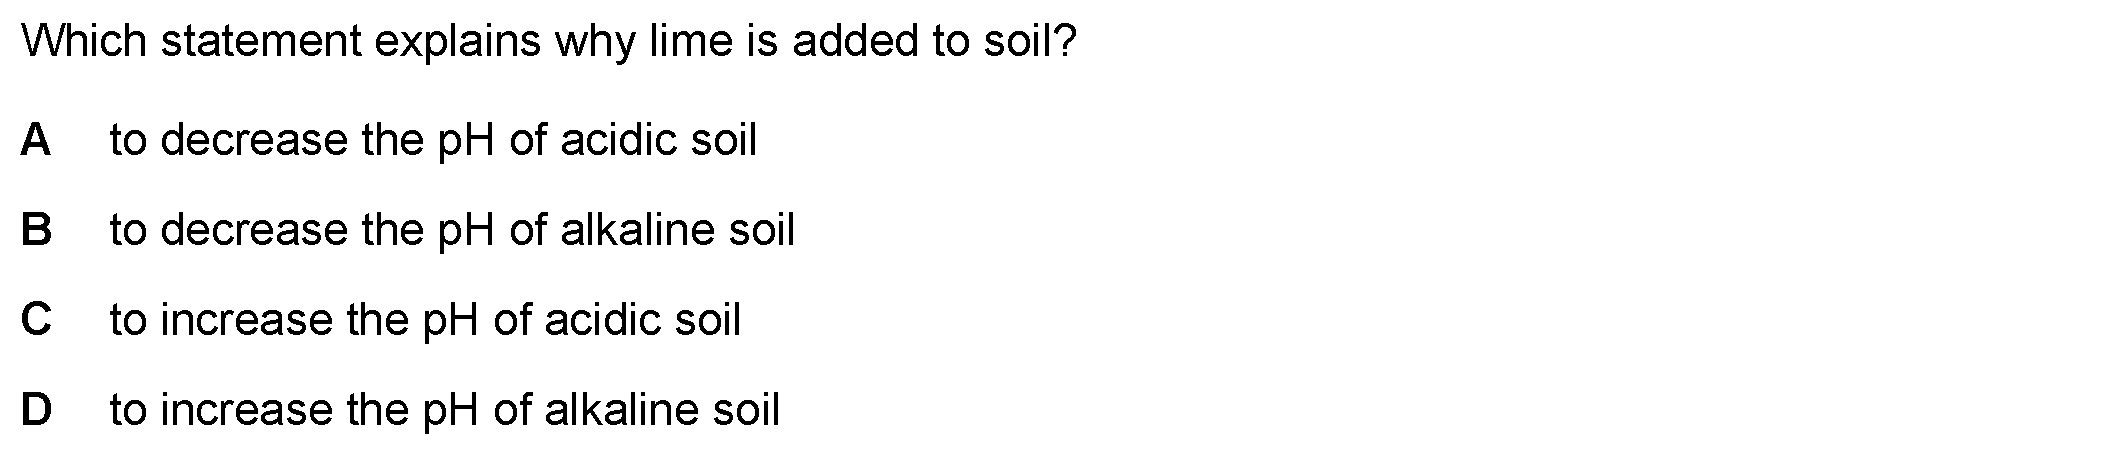 Which statement explains why lime is added to soil?
A to decrease the pH of acidic soil
B to decrease the pH of alkaline soil
C to increase the pH of acidic soil
D to increase the pH of alkaline soil